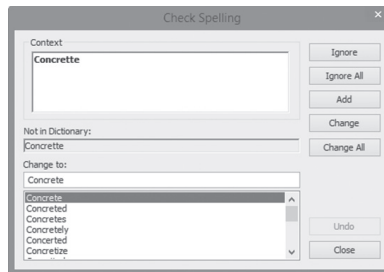 Check Spelling
Context
Concrette
Ignore
Ignore All
Add
Change
Change All
Not in Dictionary:
Concrette
Change to:
Concrete
Concrete
Concreted
Concretes
Concretely
Concerted
Concretize
Undo
Close